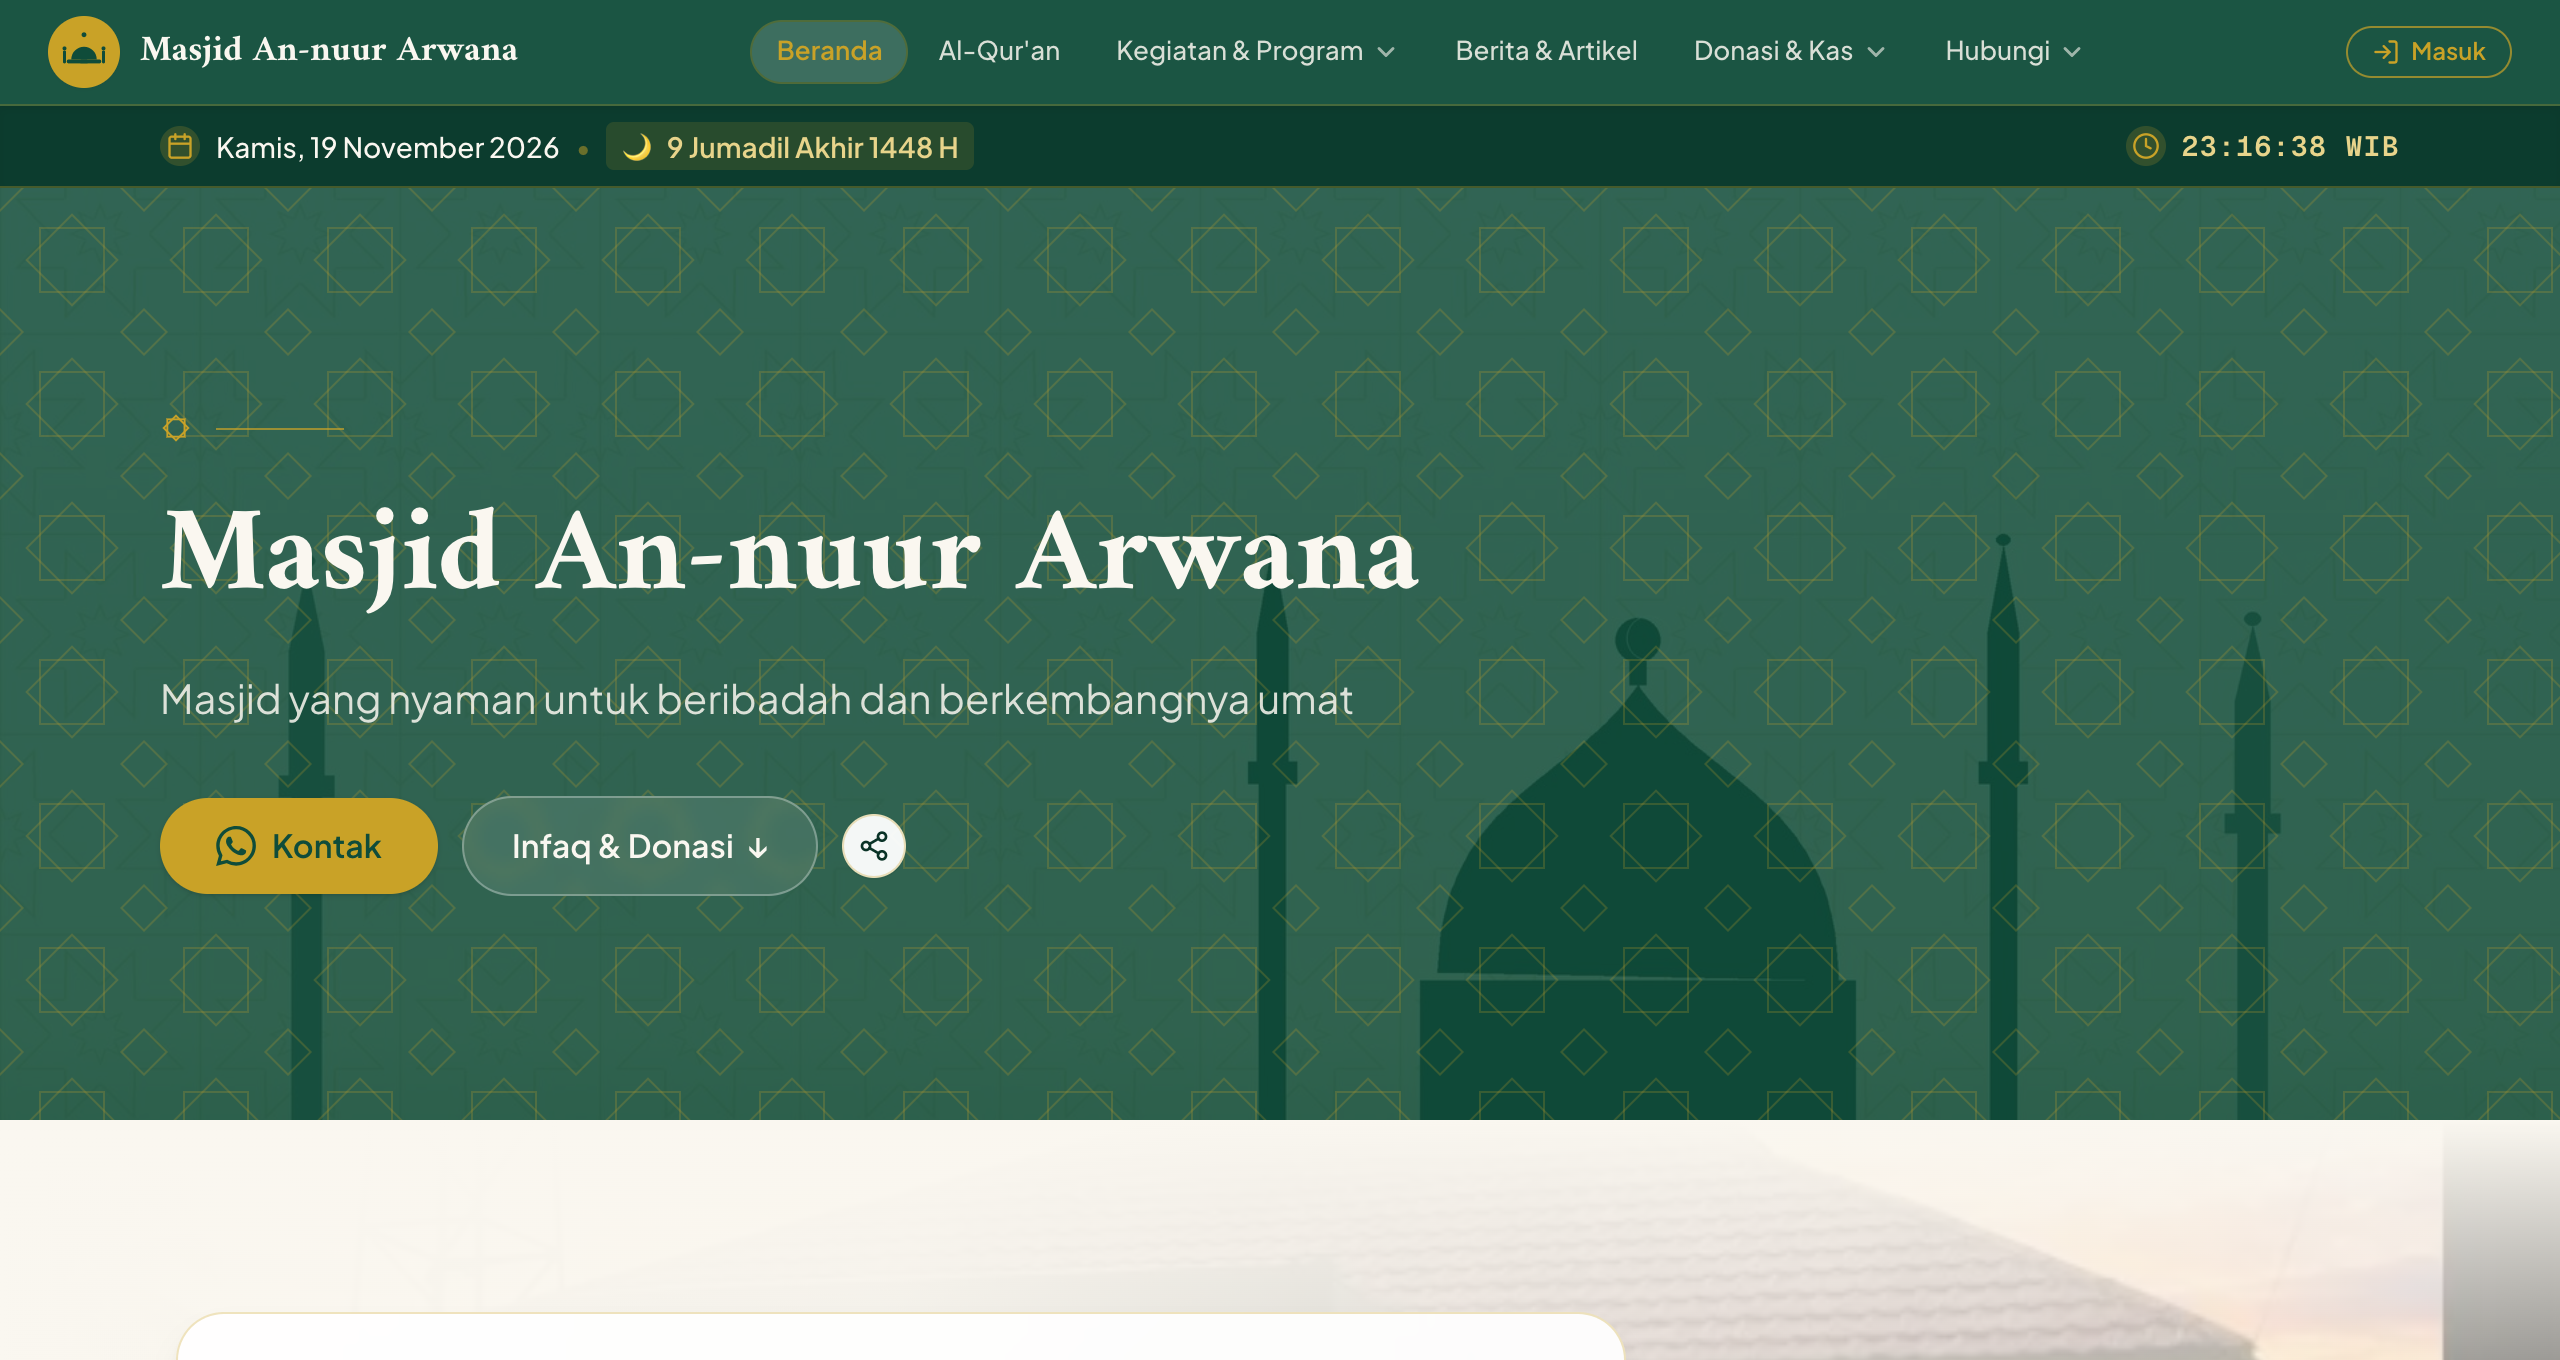 Masjid An-nuur Arwana
Beranda
Al-Qur'an
Kegiatan & Program
Berita & Artikel
Donasi & Kas
Hubungi
Masuk
Kamis, 19 November 2026
9 Jumadil Akhir 1448 H
23:16:38 WIB
Masjid An-nuur Arwana
Masjid yang nyaman untuk beribadah dan berkembangnya umat
Kontak
Infaq & Donasi ↓